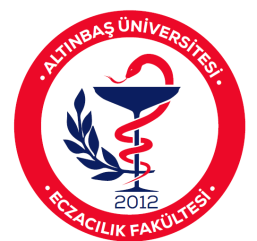 • ALTINBAŞ ÜNİVERSİTESİ •
2012
• ECZACILIK FAKÜLTESİ •